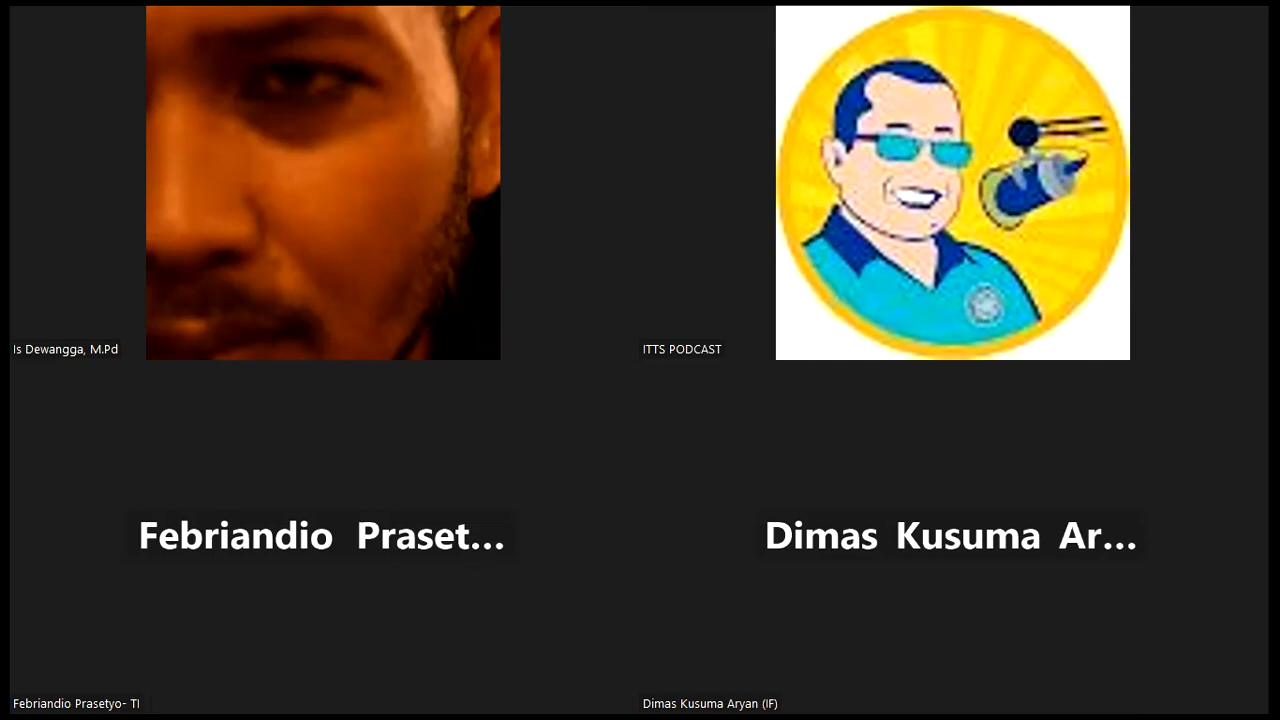 Is Dewangga, M.Pd
ITTS PODCAST
Febriandio Praset...
Dimas Kusuma Ar...
Febriandio Prasetyo- TI
Dimas Kusuma Aryan (IF)